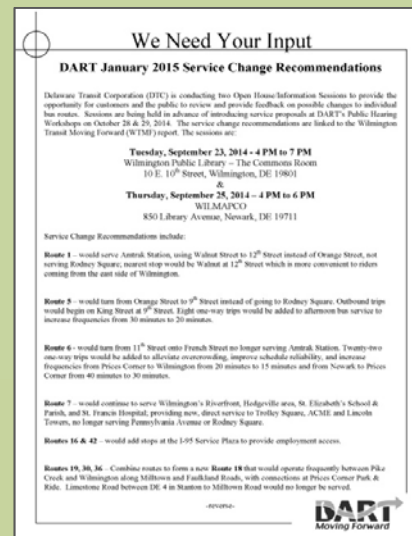 We Need Your Input
DART January 2015 Service Change Recommendations
Delaware Transit Corporation (DTC) is conducting two Open House/Information Sessions to provide the
opportunity for customers and the public to review and provide feedback on possible changes to individual
bus routes. Sessions are being held in advance of introducing service proposals at DART's Public Hearing
Workshops on October 28 & 29, 2014. The service change recommendations are linked to the Wilmington
Transit Moving Forward (WTMF) report. The sessions are:
Tuesday, September 23, 2014 - 4 PM to 7 PM
Wilmington Public Library – The Commons Room
10 E. 10th Street, Wilmington, DE 19801
&
Thursday, September 25, 2014 – 4 PM to 6 PM
WILMAPCO
850 Library Avenue, Newark, DE 19711
Service Change Recommendations include:
Route 1 – would serve Amtrak Station, using Walnut Street to 12th Street instead of Orange Street, not
serving Rodney Square; nearest stop would be Walnut at 12th Street which is more convenient to riders
coming from the east side of Wilmington.
Route 5 – would turn from Orange Street to 9th Street instead of going to Rodney Square. Outbound trips
would begin on King Street at 9th Street. Eight one-way trips would be added to afternoon bus service to
increase frequencies from 30 minutes to 20 minutes.
Route 6 - would turn from 11th Street onto French Street no longer serving Amtrak Station. Twenty-two
one-way trips would be added to alleviate overcrowding, improve schedule reliability, and increase
frequencies from Prices Corner to Wilmington from 20 minutes to 15 minutes and from Newark to Prices
Corner from 40 minutes to 30 minutes.
Route 7 – would continue to serve Wilmington's Riverfront, Hedgeville area, St. Elizabeth's School &
Parish, and St. Francis Hospital; providing new, direct service to Trolley Square, ACME and Lincoln
Towers, no longer serving Pennsylvania Avenue or Rodney Square.
Routes 16 & 42 – would add stops at the I-95 Service Plaza to provide employment access.
Routes 19, 30, 36 – Combine routes to form a new Route 18 that would operate frequently between Pike
Creek and Wilmington along Milltown and Faulkland Roads, with connections at Prices Corner Park &
Ride. Limestone Road between DE 4 in Stanton to Milltown Road would no longer be served.
-reverse-
DART
Moving Forward